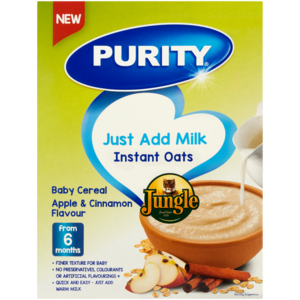 NEW
PURITY
Just Add Milk
Instant Oats
Baby Cereal
Apple & Cinnamon
Flavour
Jungle
from
6
months
• FINER TEXTURE FOR BABY
• NO PRESERVATIVES, COLOURANTS
OR ARTIFICIAL FLAVOURINGS *
• QUICK AND EASY - JUST ADD
WARM MILK